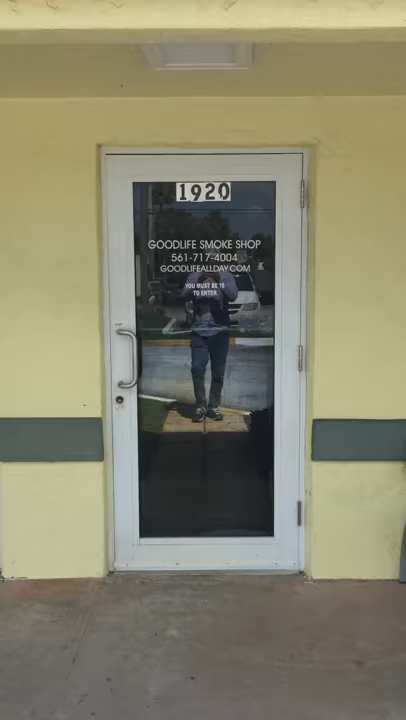 1920
GOODLIFE SMOKE SHOP
561-717-4004
GOODLIFEALLDAY.COM
YOU MUST BE 18
TO ENTER